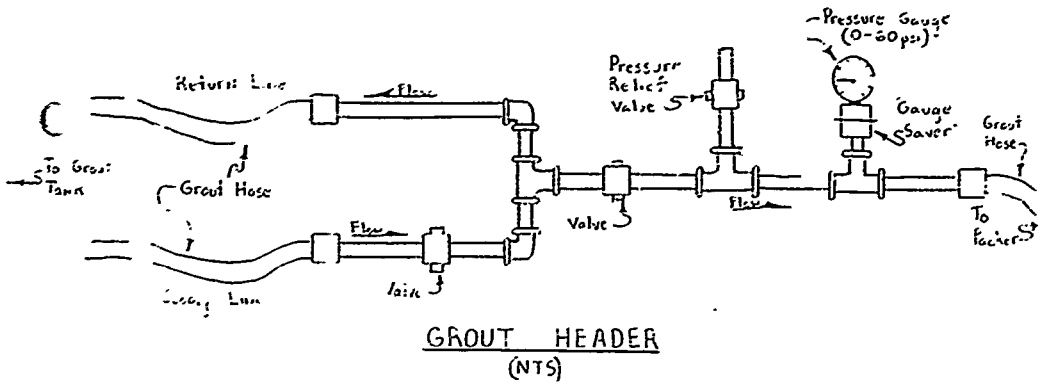 Pressure Gauge
(0-60psi)
Return Line
Flow
Pressure
Relief
Valve
Gauge
Saver
Grout
Hose
To Grout
Tank
Grout Hose
Flow
Valve
Flow
To
Packer
Line
GROUT HEADER
(NTS)